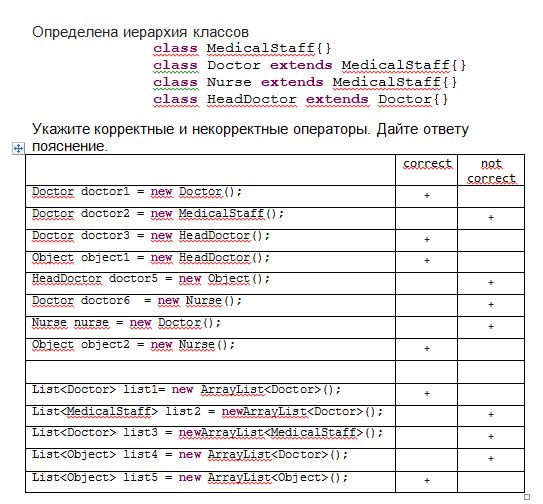 Определена иерархия классов
class MedicalStaff{}
class Doctor extends MedicalStaff{}
class Nurse extends MedicalStaff{}
class HeadDoctor extends Doctor{}
Укажите корректные и некорректные операторы. Дайте ответу
пояснение.
correct not
correct
Doctor doctor1 = new Doctor(); +
Doctor doctor2 = new MedicalStaff(); +
Doctor doctor3 = new HeadDoctor(); +
Object object1 = new HeadDoctor(); +
HeadDoctor doctor5 = new Object(); +
Doctor doctor6 = new Nurse(); +
Nurse nurse = new Doctor(); +
Object object2 = new Nurse(); +
List<Doctor> list1= new ArrayList<Doctor>(); +
List<MedicalStaff> list2 = newArrayList<Doctor>(); +
List<Doctor> list3 = newArrayList<MedicalStaff>(); +
List<Object> list4 = new ArrayList<Doctor>(); +
List<Object> list5 = new ArrayList<Object>(); +